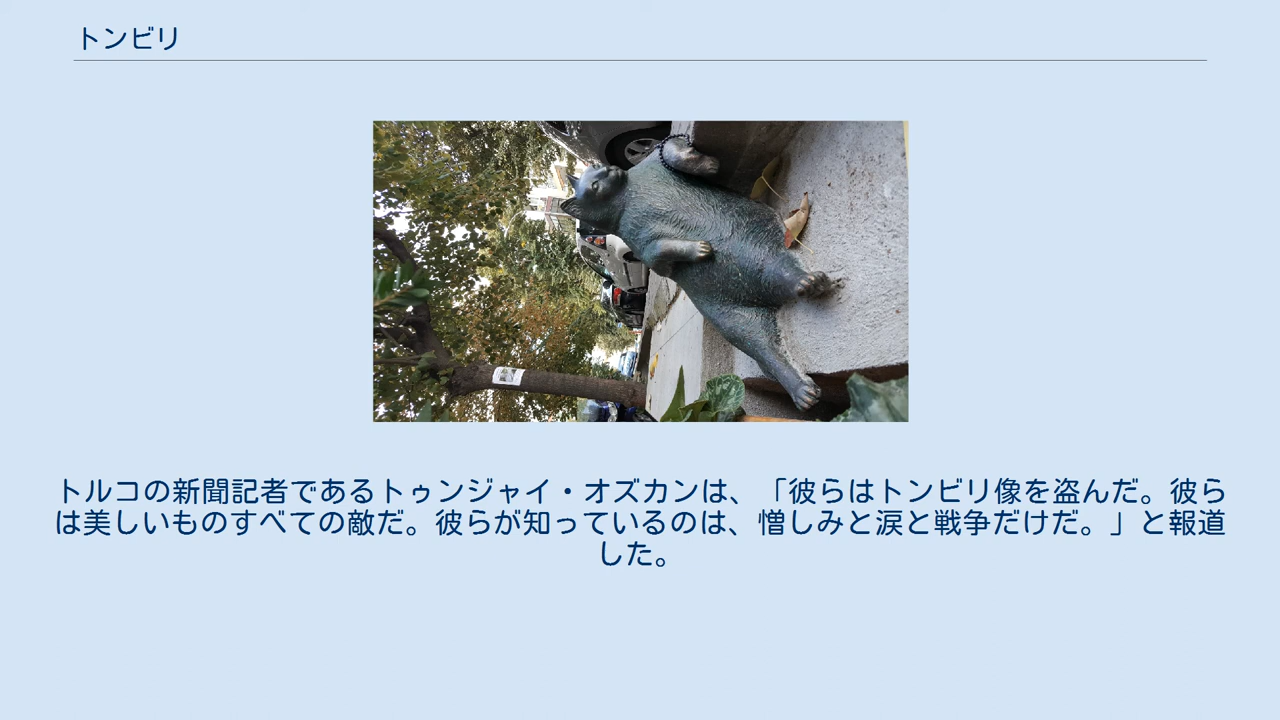 トンビリ
トルコの新聞記者であるトゥンジャイ・オズカンは、「彼らはトンビリ像を盗んだ。彼ら
は美しいものすべての敵だ。彼らが知っているのは、憎しみと涙と戦争だけだ。」と報道
した。